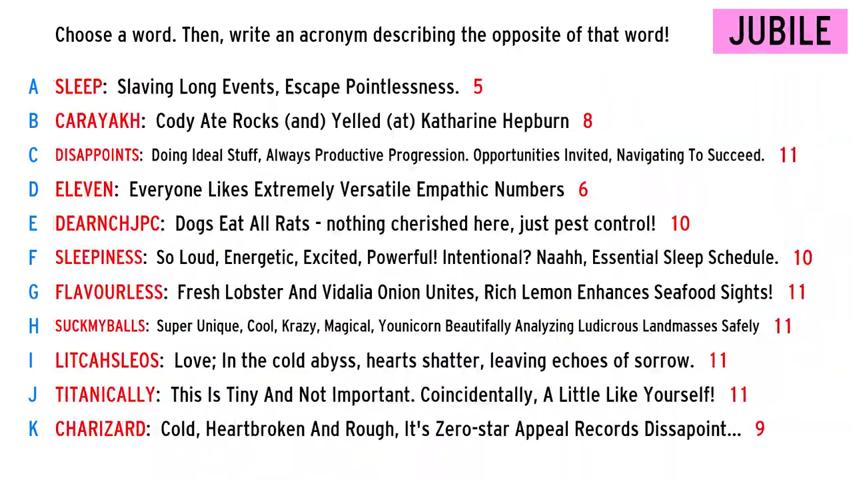 Choose a word. Then, write an acronym describing the opposite of that word!
JUBILE
A SLEEP: Slaving Long Events, Escape Pointlessness. 5
B CARAYAKH: Cody Ate Rocks (and) Yelled (at) Katharine Hepburn 8
C DISAPPOINTS: Doing Ideal Stuff, Always Productive Progression. Opportunities Invited, Navigating To Succeed. 11
D ELEVEN: Everyone Likes Extremely Versatile Empathic Numbers 6
E DEARNCHJPC: Dogs Eat All Rats - nothing cherished here, just pest control! 10
F SLEEPINESS: So Loud, Energetic, Excited, Powerful! Intentional? Naahh, Essential Sleep Schedule. 10
G FLAVOURLESS: Fresh Lobster And Vidalia Onion Unites, Rich Lemon Enhances Seafood Sights! 11
H SUCKMYBALLS: Super Unique, Cool, Krazy, Magical, Younicorn Beautifully Analyzing Ludicrous Landmasses Safely 11
I LITCAHSLEOS: Love; In the cold abyss, hearts shatter, leaving echoes of sorrow. 11
J TITANICALLY: This Is Tiny And Not Important. Coincidentally, A Little Like Yourself! 11
K CHARIZARD: Cold, Heartbroken And Rough, It's Zero-star Appeal Records Dissapoint... 9